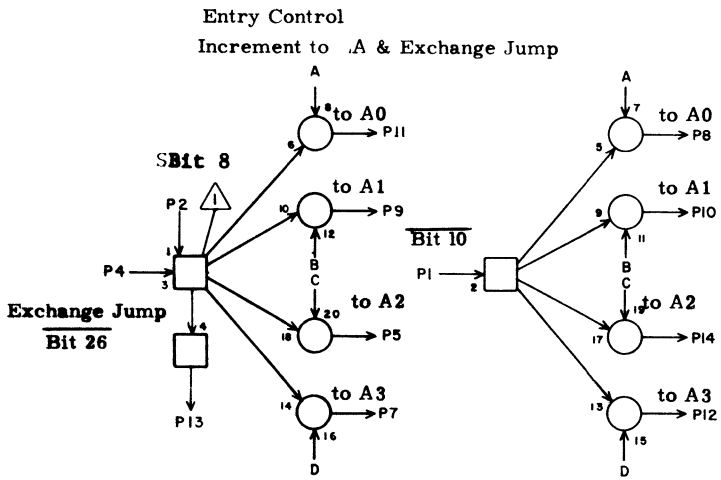 Entry Control
Increment to .A & Exchange Jump
A
A
8
to A0
7
to A0
6
P11
5
P8
SBit 8
1
to A1
to A1
P2
10
P9
9
P10
12
Bit 10
11
1
B
B
P4
3
P1
2
C
C
Exchange Jump
4
20
to A2
19
to A2
Bit 26
18
P5
17
P14
to A3
to A3
14
P7
13
P12
P13
16
15
D
D